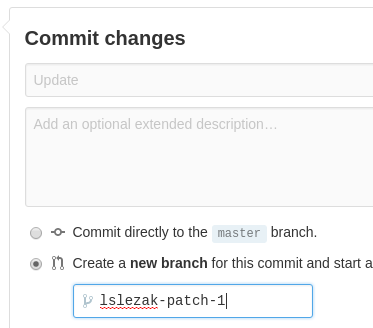 Commit changes
Update
Add an optional extended description…
Commit directly to the master branch.
Create a new branch for this commit and start a
lslezak-patch-1